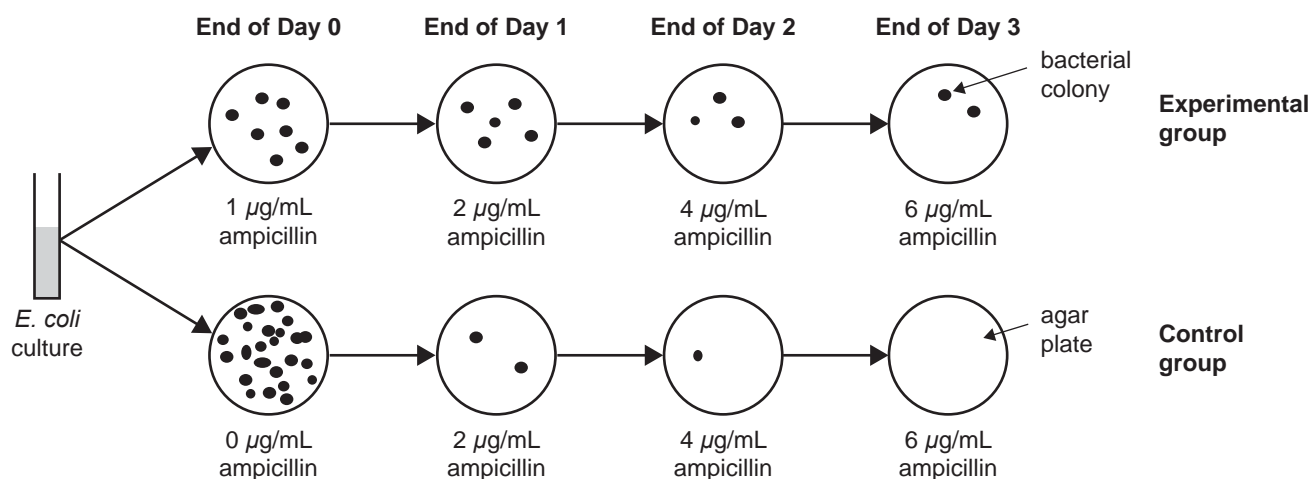 End of Day 0
End of Day 1
End of Day 2
End of Day 3
bacterial
colony
Experimental
group
1 µg/mL
ampicillin
2 µg/mL
ampicillin
4 µg/mL
ampicillin
6 µg/mL
ampicillin
E. coli
culture
agar
plate
Control
group
0 µg/mL
ampicillin
2 µg/mL
ampicillin
4 µg/mL
ampicillin
6 µg/mL
ampicillin